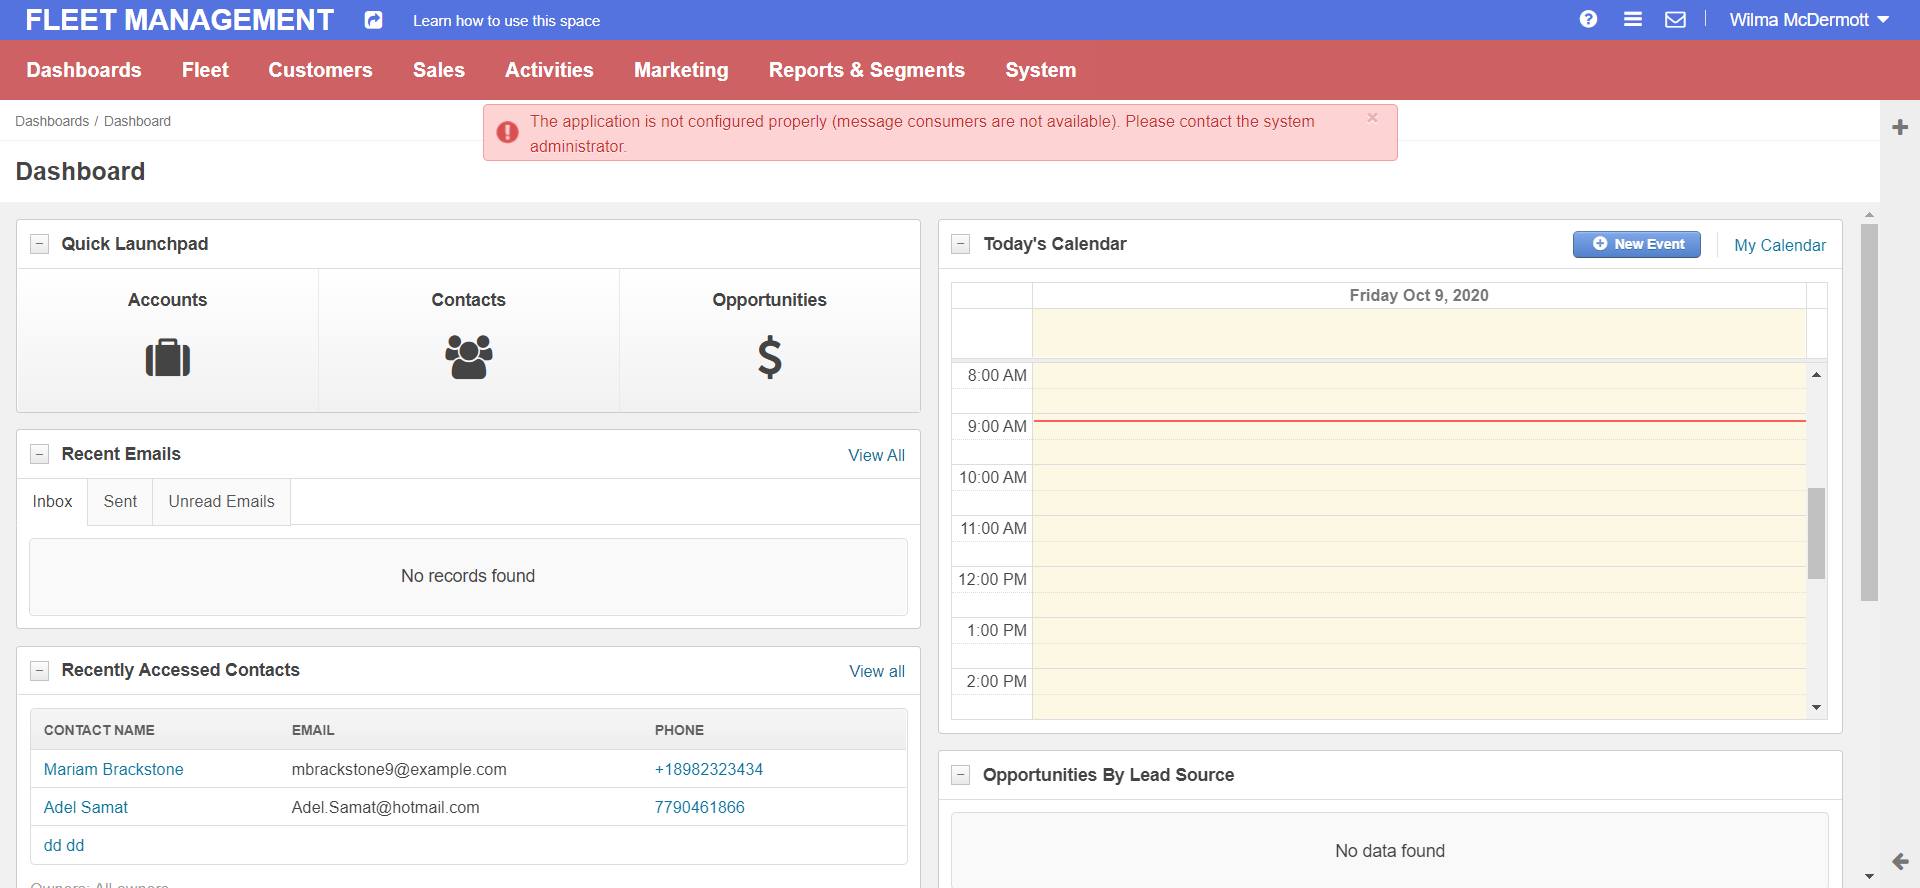 FLEET MANAGEMENT
Learn how to use this space
Wilma McDermott
Dashboards
Fleet
Customers
Sales
Activities
Marketing
Reports & Segments
System
Dashboards / Dashboard
The application is not configured properly (message consumers are not available). Please contact the system
administrator.
×
Dashboard
Quick Launchpad
Accounts
Contacts
Opportunities
Recent Emails
View All
Inbox
Sent
Unread Emails
No records found
Recently Accessed Contacts
View all
CONTACT NAME EMAIL PHONE
Mariam Brackstone mbrackstone9@example.com +18982323434
Adel Samat Adel.Samat@hotmail.com 7790461866
dd dd
Owners: All owners
Today's Calendar
New Event
My Calendar
Friday Oct 9, 2020
8:00 AM
9:00 AM
10:00 AM
11:00 AM
12:00 PM
1:00 PM
2:00 PM
Opportunities By Lead Source
No data found